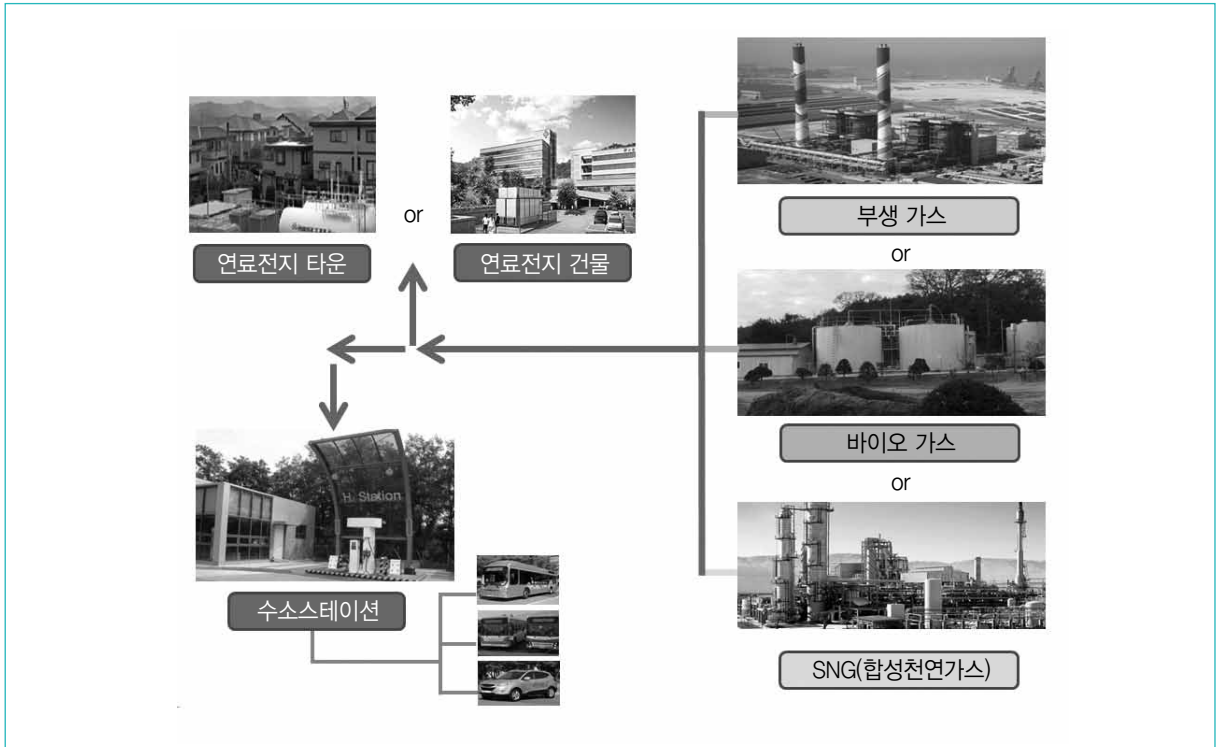 연료전지 타운
or
연료전지 건물
부생 가스
or
바이오 가스
or
SNG(합성천연가스)
H₂ Station
수소스테이션